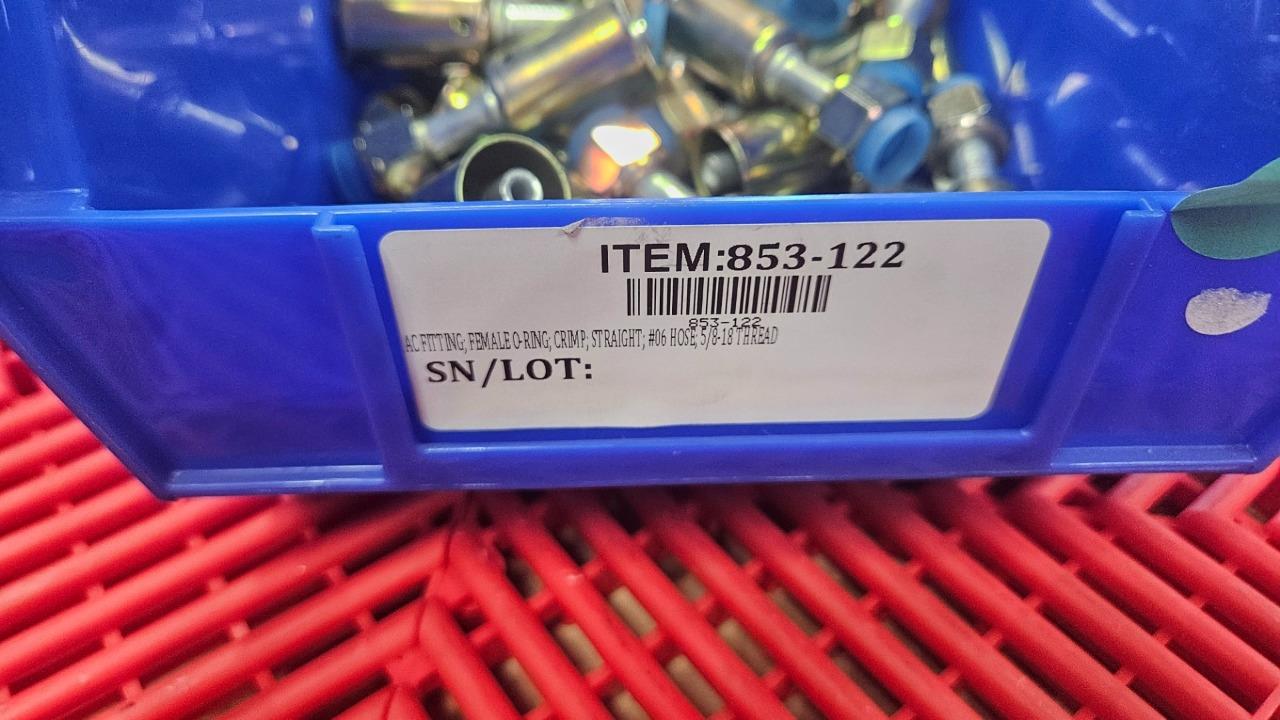 ITEM:853-122
853-122
AC FITTING; FEMALE O-RING; CRIMP; STRAIGHT; #06 HOSE; 5/8-18 THREAD
SN/LOT: